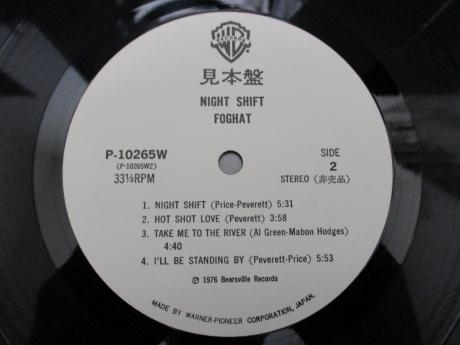 見本盤
NIGHT SHIFT
FOGHAT
P-10265W
(P-10265W2)
33⅓RPM
SIDE
2
STEREO (非売品)
1. NIGHT SHIFT (Price-Peverett) 5:31
2. HOT SHOT LOVE (Peverett) 3:58
3. TAKE ME TO THE RIVER (Al Green-Mabon Hodges)
4:40
4. I'LL BE STANDING BY (Peverett-Price) 5:53
Ⓟ 1976 Bearsville Records
MADE BY WARNER-PIONEER CORPORATION, JAPAN.